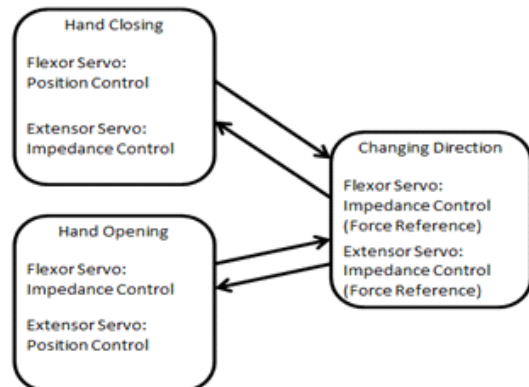 Hand Closing
Flexor Servo:
Position Control
Extensor Servo:
Impedance Control
Changing Direction
Flexor Servo:
Impedance Control
(Force Reference)
Extensor Servo:
Impedance Control
(Force Reference)
Hand Opening
Flexor Servo:
Impedance Control
Extensor Servo:
Position Control